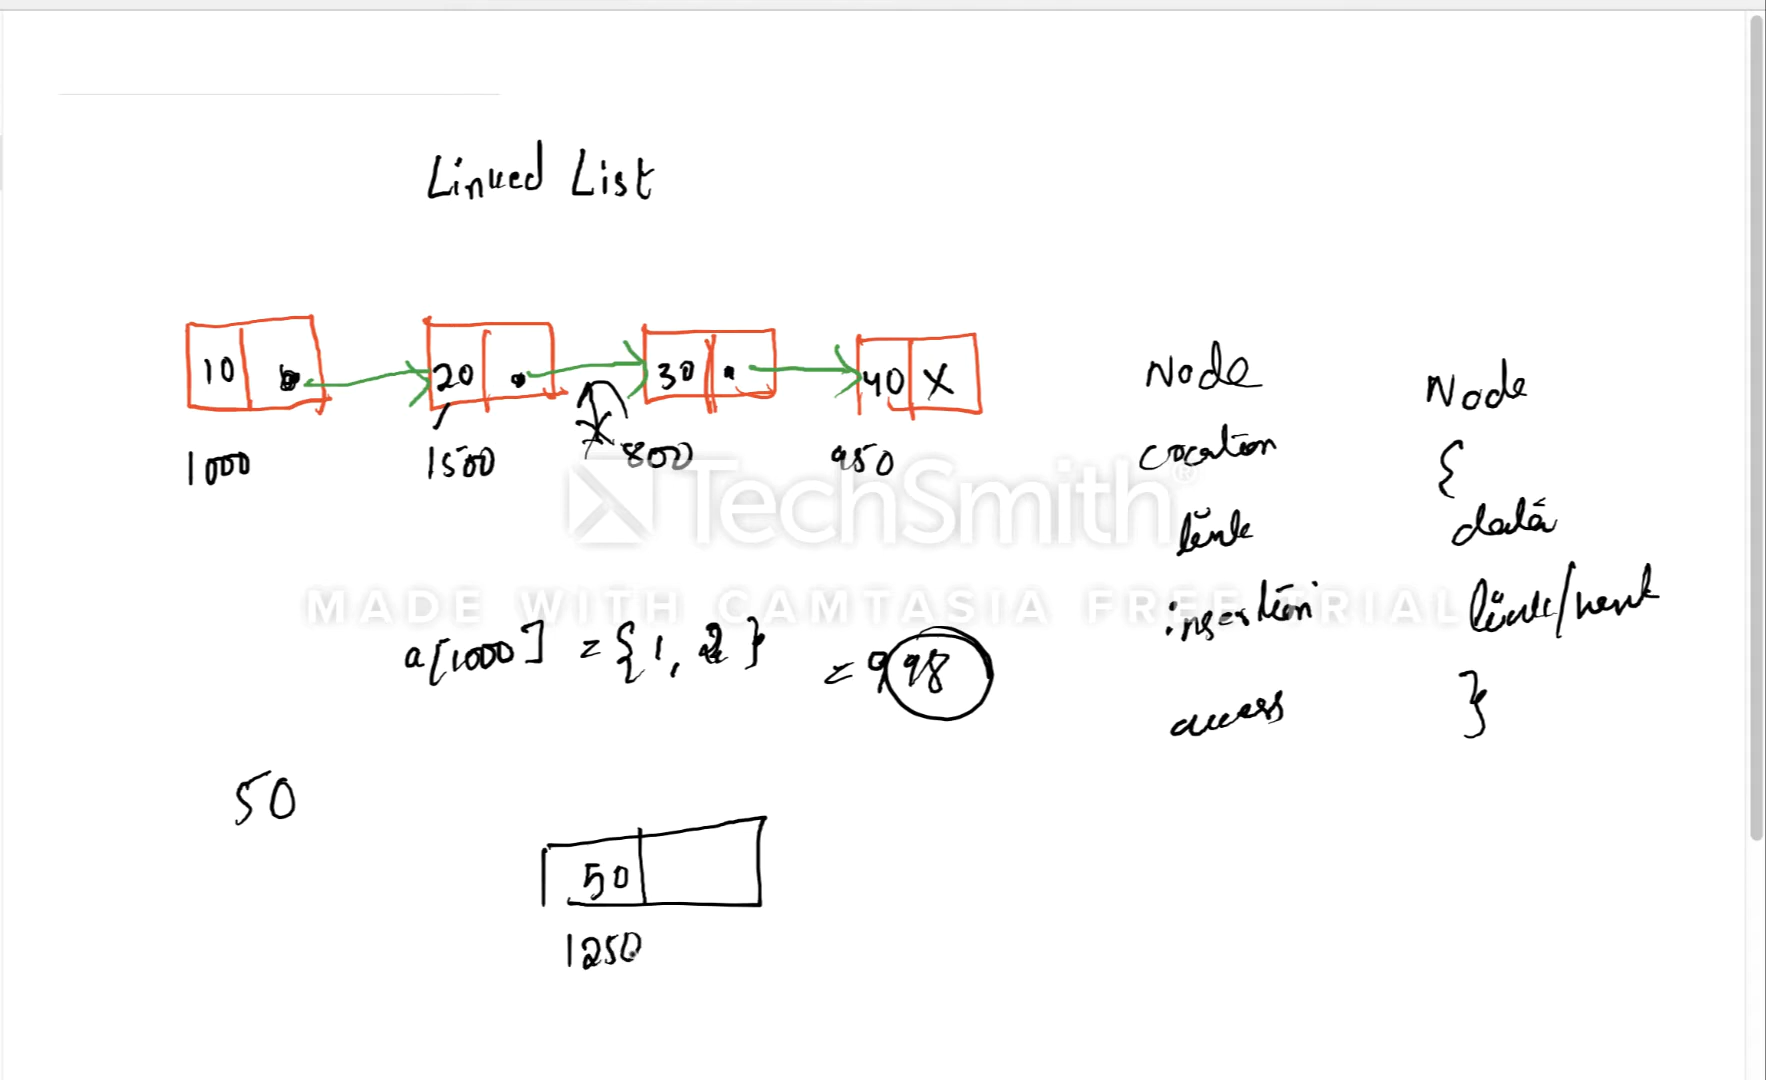 Linked List
10 20 30 40 X
1000 1500 X 800 950
Node
creation
link
insertion
access
Node
{
data
link/next
}
TechSmith®
MADE WITH CAMTASIA FREE TRIAL
a[1000] = {1, 2} = 998
50
50
1250